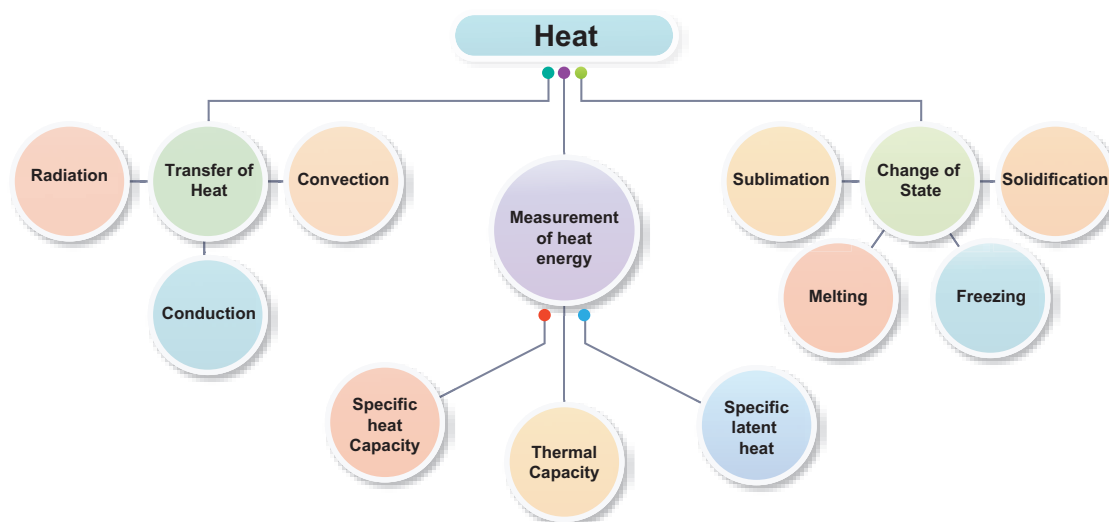 Heat
Radiation
Transfer of
Heat
Convection
Conduction
Measurement
of heat
energy
Specific
heat
Capacity
Thermal
Capacity
Specific
latent
heat
Sublimation
Change of
State
Solidification
Melting
Freezing